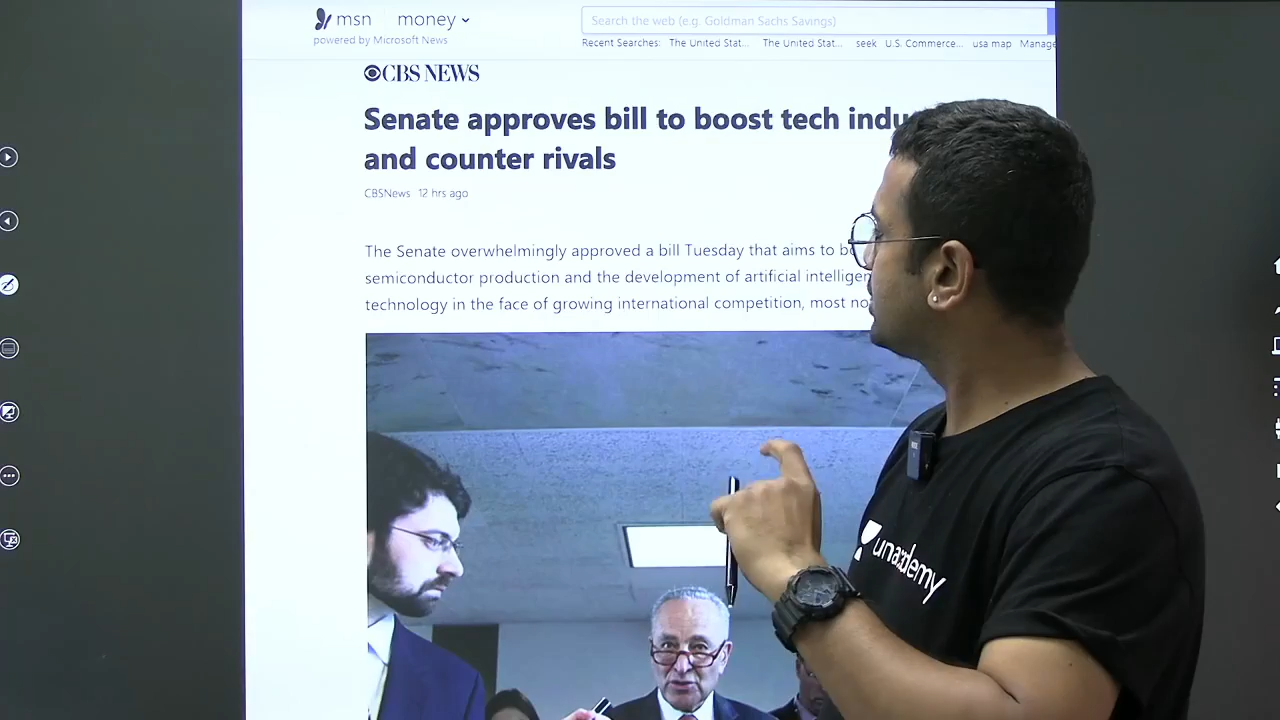 msn money
powered by Microsoft News
Search the web (e.g. Goldman Sachs Savings)
Recent Searches: The United Stat... The United Stat... seek U.S. Commerce... usa map Manage
CBS NEWS
Senate approves bill to boost tech indu
and counter rivals
CBSNews 12 hrs ago
The Senate overwhelmingly approved a bill Tuesday that aims to bo
semiconductor production and the development of artificial intelligen
technology in the face of growing international competition, most no
unacademy